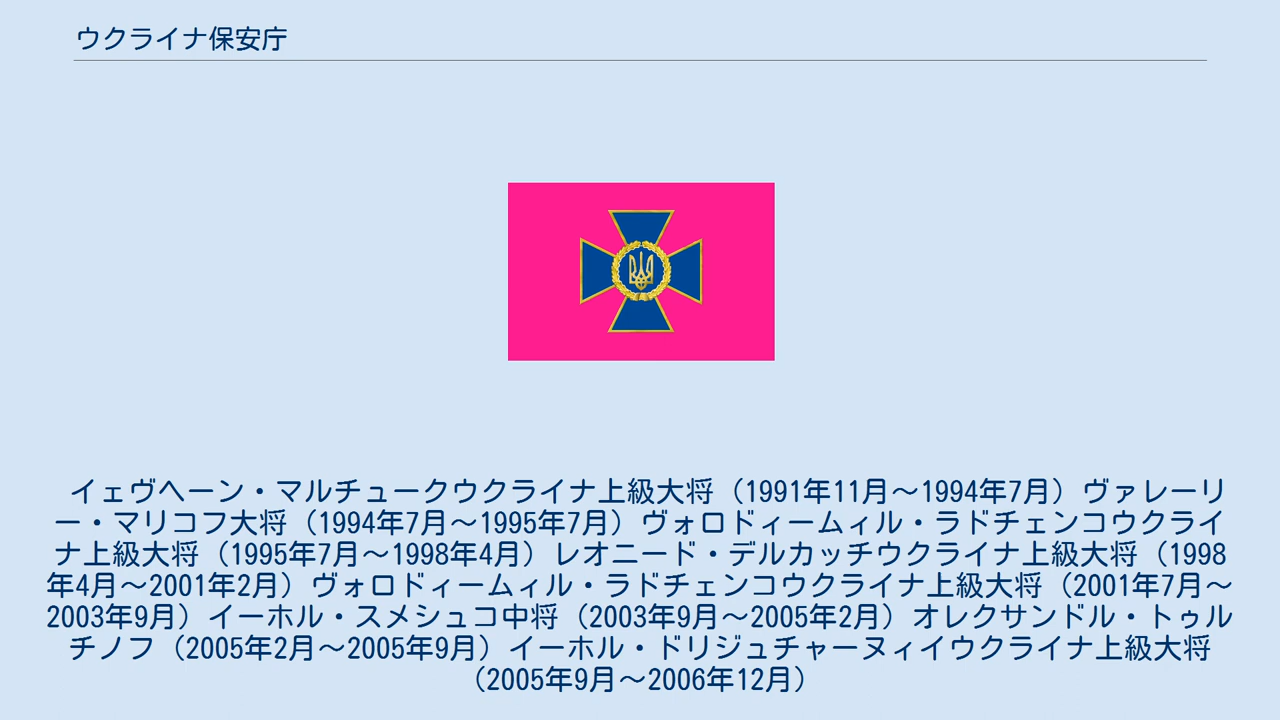 ウクライナ保安庁
イェヴヘーン・マルチュークウクライナ上級大将（1991年11月～1994年7月）ヴァレーリ
ー・マリコフ大将（1994年7月～1995年7月）ヴォロドィームィル・ラドチェンコウクライ
ナ上級大将（1995年7月～1998年4月）レオニード・デルカッチウクライナ上級大将（1998
年4月～2001年2月）ヴォロドィームィル・ラドチェンコウクライナ上級大将（2001年7月～
2003年9月）イーホル・スメシュコ中将（2003年9月～2005年2月）オレクサンドル・トゥル
チノフ（2005年2月～2005年9月）イーホル・ドリジュチャーヌィイウクライナ上級大将
（2005年9月～2006年12月）